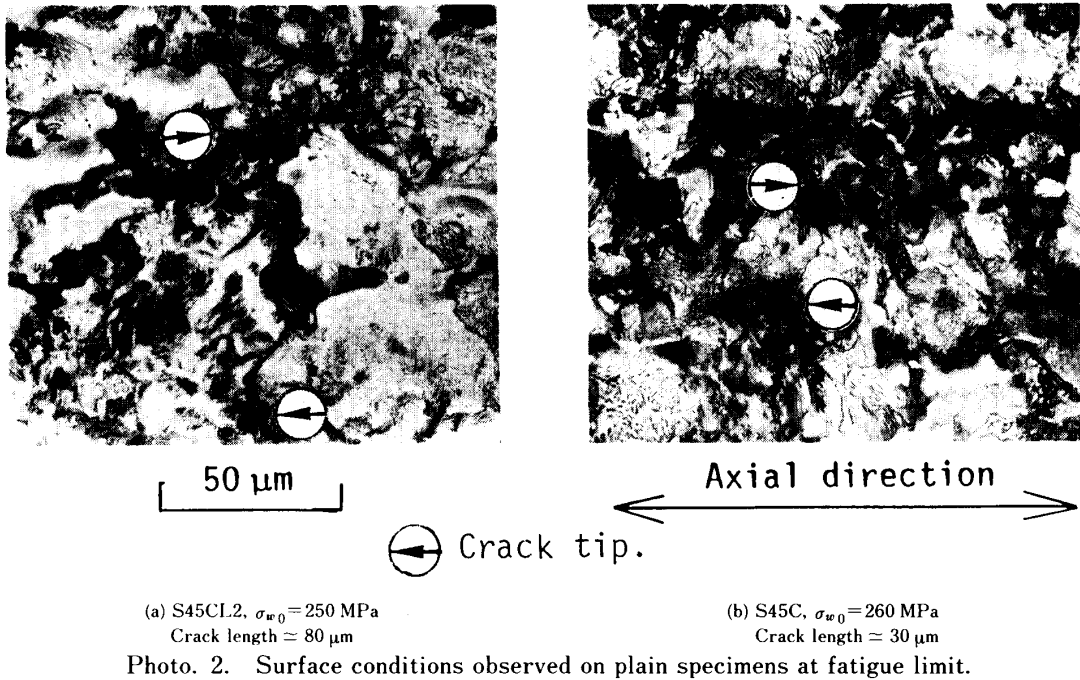 50 μm
Axial direction
Crack tip.
(a) S45CL2, σw0=250 MPa
Crack length ≃ 80 μm
(b) S45C, σw0=260 MPa
Crack length ≃ 30 μm
Photo. 2. Surface conditions observed on plain specimens at fatigue limit.